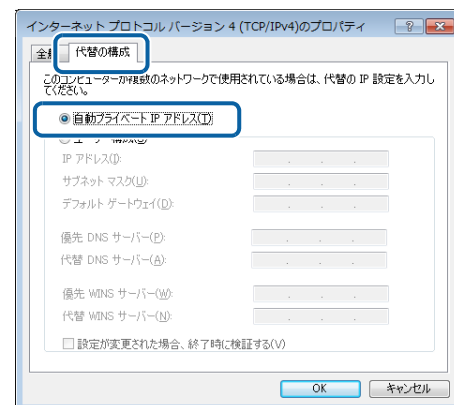 インターネット プロトコル バージョン 4 (TCP/IPv4)のプロパティ
全般 代替の構成
このコンピューターが複数のネットワークで使用されている場合は、代替の IP 設定を入力し
てください。
自動プライベート IP アドレス(T)
ユーザー構成(S)
IP アドレス(I):
サブネット マスク(U):
デフォルト ゲートウェイ(D):
優先 DNS サーバー(P):
代替 DNS サーバー(A):
優先 WINS サーバー(W):
代替 WINS サーバー(N):
設定が変更された場合、終了時に検証する(V)
OK キャンセル